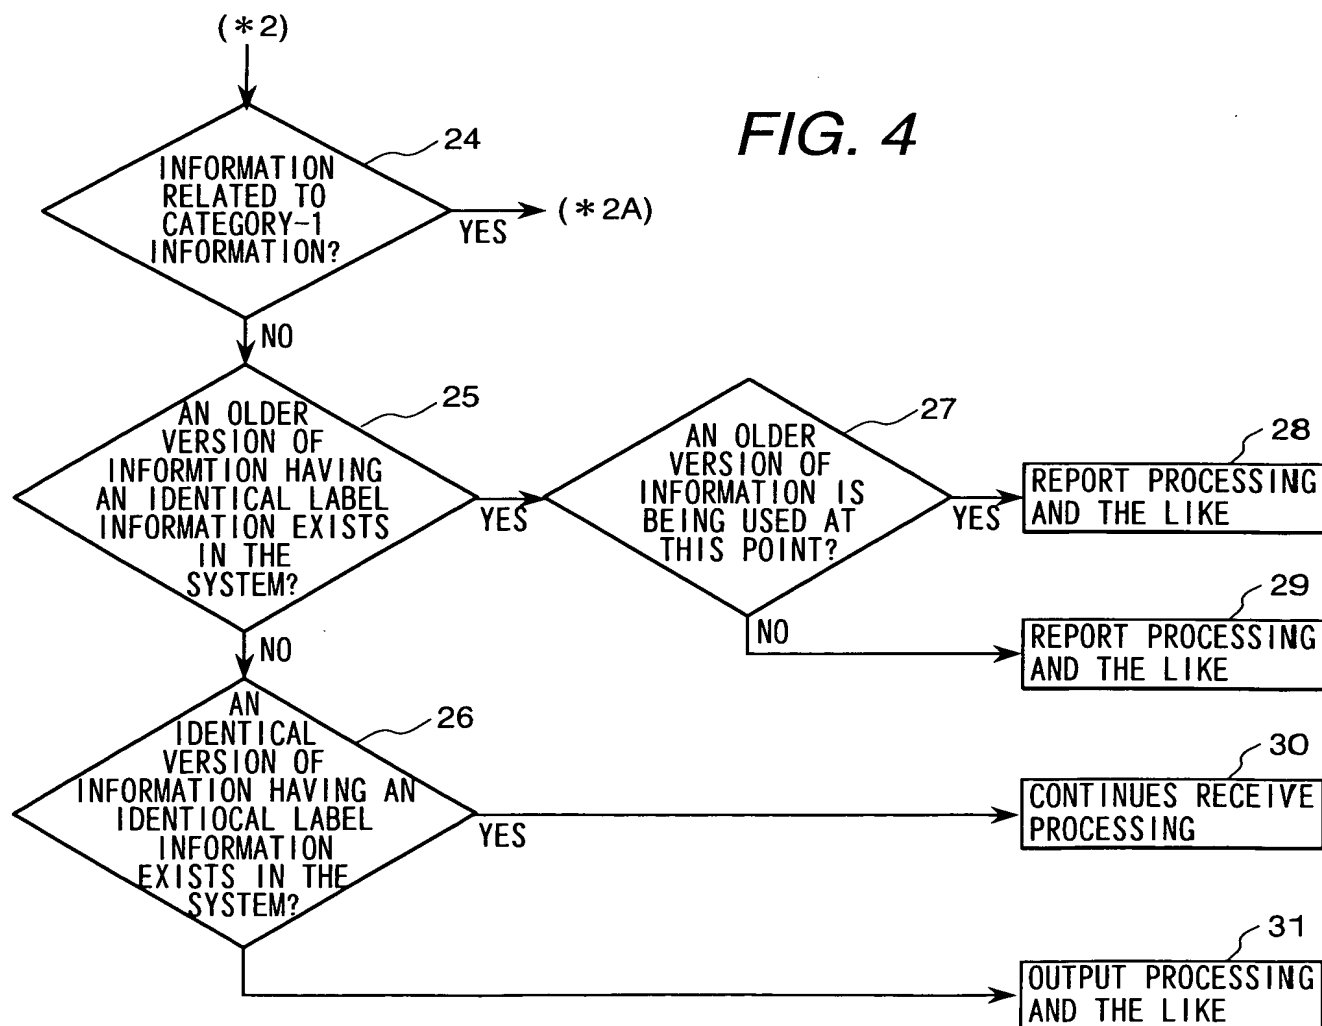 (*2)
FIG. 4
24
INFORMATION
RELATED TO
CATEGORY-1
INFORMATION?
YES
(*2A)
NO
25
AN OLDER
VERSION OF
INFORMTION HAVING
AN IDENTICAL LABEL
INFORMATION EXISTS
IN THE
SYSTEM?
YES
27
AN OLDER
VERSION OF
INFORMATION IS
BEING USED AT
THIS POINT?
YES
28
REPORT PROCESSING
AND THE LIKE
NO
29
REPORT PROCESSING
AND THE LIKE
NO
26
AN
IDENTICAL
VERSION OF
INFORMATION HAVING AN
IDENTIOCAL LABEL
INFORMATION
EXISTS IN THE
SYSTEM?
YES
30
CONTINUES RECEIVE
PROCESSING
31
OUTPUT PROCESSING
AND THE LIKE